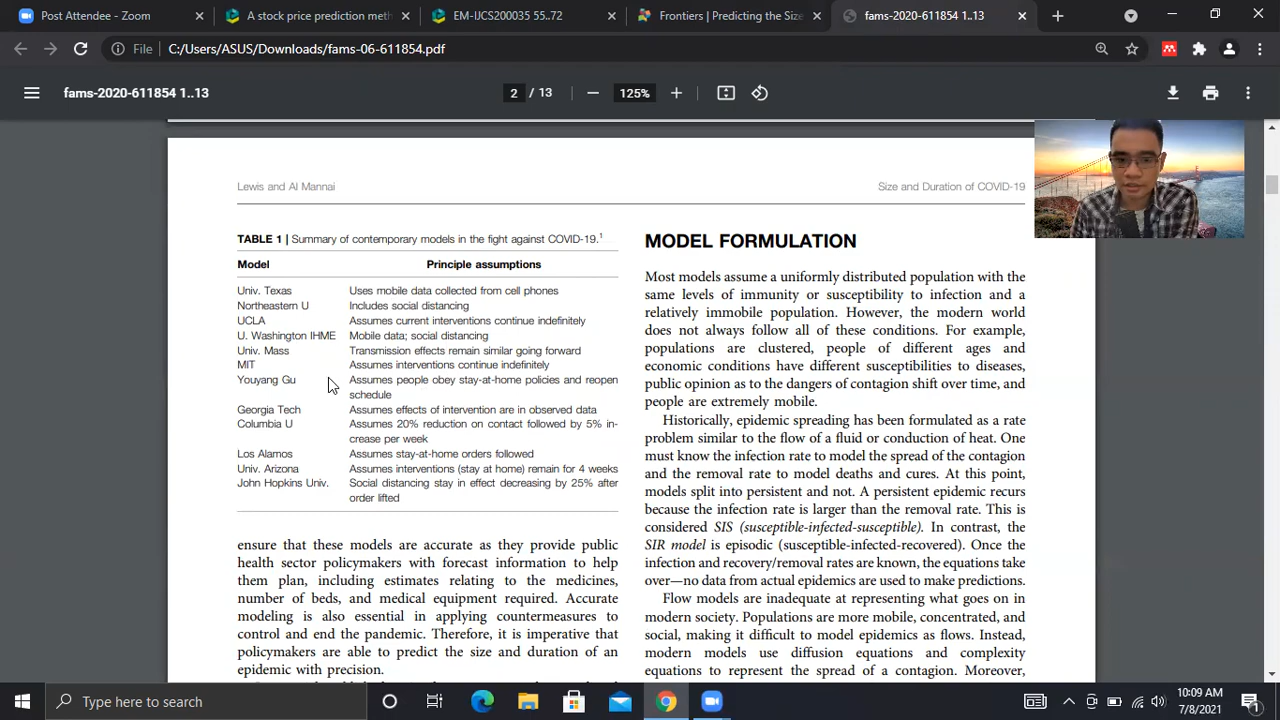 Post Attendee - Zoom
A stock price prediction meth
EM-IJCS200035 55..72
Frontiers | Predicting the Size
fams-2020-611854 1..13
File
C:/Users/ASUS/Downloads/fams-06-611854.pdf
fams-2020-611854 1..13
2 / 13
125%
Lewis and Al Mannai
Size and Duration of COVID-19
TABLE 1 | Summary of contemporary models in the fight against COVID-19.1
Model Principle assumptions
Univ. Texas Uses mobile data collected from cell phones
Northeastern U Includes social distancing
UCLA Assumes current interventions continue indefinitely
U. Washington IHME Mobile data; social distancing
Univ. Mass Transmission effects remain similar going forward
MIT Assumes interventions continue indefinitely
Youyang Gu Assumes people obey stay-at-home policies and reopen
schedule
Georgia Tech Assumes effects of intervention are in observed data
Columbia U Assumes 20% reduction on contact followed by 5% in-
crease per week
Los Alamos Assumes stay-at-home orders followed
Univ. Arizona Assumes interventions (stay at home) remain for 4 weeks
John Hopkins Univ. Social distancing stay in effect decreasing by 25% after
order lifted
ensure that these models are accurate as they provide public
health sector policymakers with forecast information to help
them plan, including estimates relating to the medicines,
number of beds, and medical equipment required. Accurate
modeling is also essential in applying countermeasures to
control and end the pandemic. Therefore, it is imperative that
policymakers are able to predict the size and duration of an
epidemic with precision.
MODEL FORMULATION
Most models assume a uniformly distributed population with the
same levels of immunity or susceptibility to infection and a
relatively immobile population. However, the modern world
does not always follow all of these conditions. For example,
populations are clustered, people of different ages and
economic conditions have different susceptibilities to diseases,
public opinion as to the dangers of contagion shift over time, and
people are extremely mobile.
Historically, epidemic spreading has been formulated as a rate
problem similar to the flow of a fluid or conduction of heat. One
must know the infection rate to model the spread of the contagion
and the removal rate to model deaths and cures. At this point,
models split into persistent and not. A persistent epidemic recurs
because the infection rate is larger than the removal rate. This is
considered SIS (susceptible-infected-susceptible). In contrast, the
SIR model is episodic (susceptible-infected-recovered). Once the
infection and recovery/removal rates are known, the equations take
over—no data from actual epidemics are used to make predictions.
Flow models are inadequate at representing what goes on in
modern society. Populations are more mobile, concentrated, and
social, making it difficult to model epidemics as flows. Instead,
modern models use diffusion equations and complexity
equations to represent the spread of a contagion. Moreover,
Type here to search
10:09 AM
7/8/2021
1